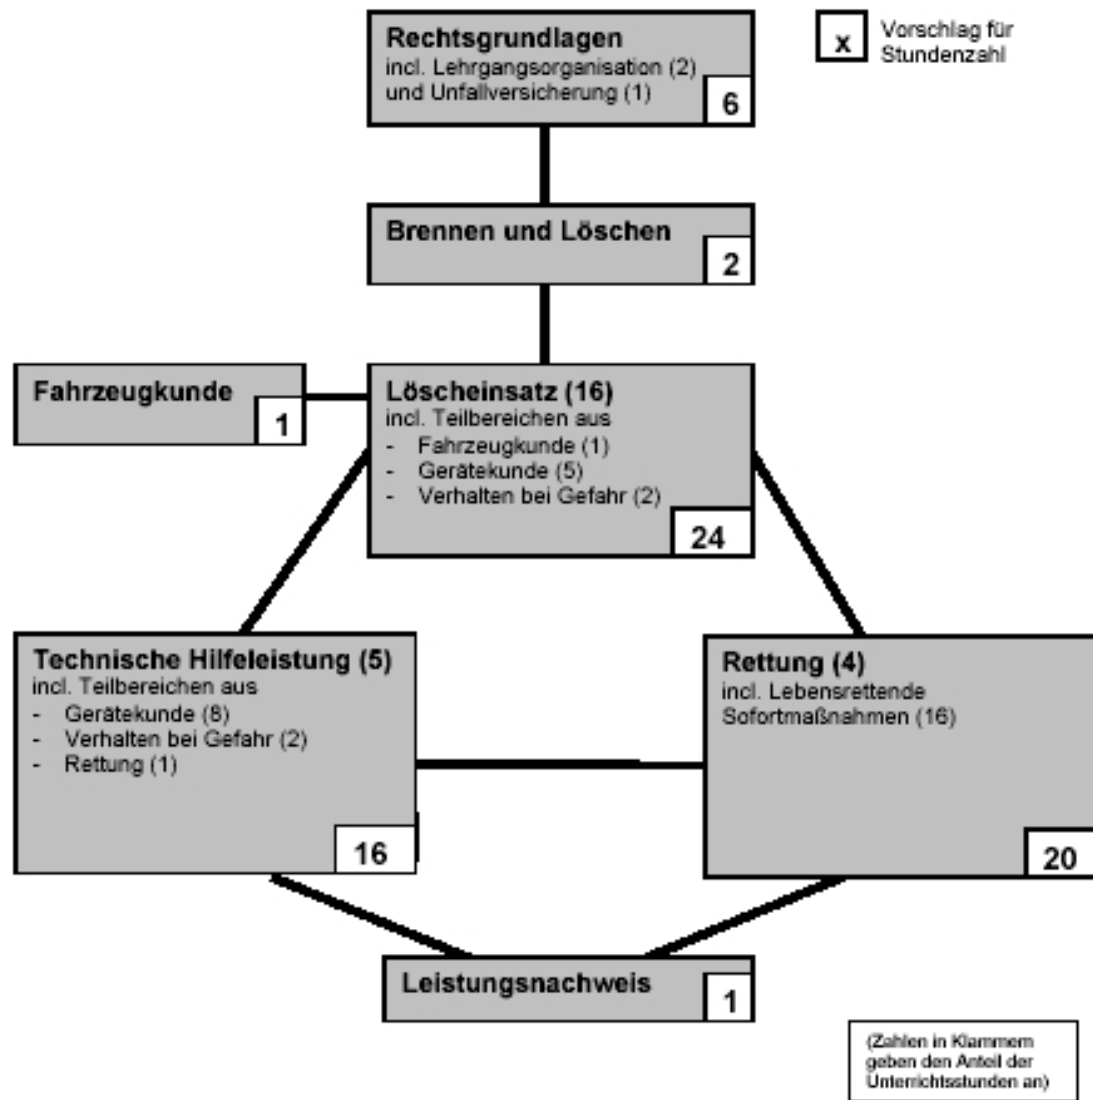 Rechtsgrundlagen
incl. Lehrgangsorganisation (2)
und Unfallversicherung (1)
6
x
Vorschlag für
Stundenzahl
Brennen und Löschen
2
Fahrzeugkunde
1
Löscheinsatz (16)
incl. Teilbereichen aus
- Fahrzeugkunde (1)
- Gerätekunde (5)
- Verhalten bei Gefahr (2)
24
Technische Hilfeleistung (5)
incl. Teilbereichen aus
- Gerätekunde (8)
- Verhalten bei Gefahr (2)
- Rettung (1)
16
Rettung (4)
incl. Lebensrettende
Sofortmaßnahmen (16)
20
Leistungsnachweis
1
(Zahlen in Klammern
geben den Anteil der
Unterrichtsstunden an)